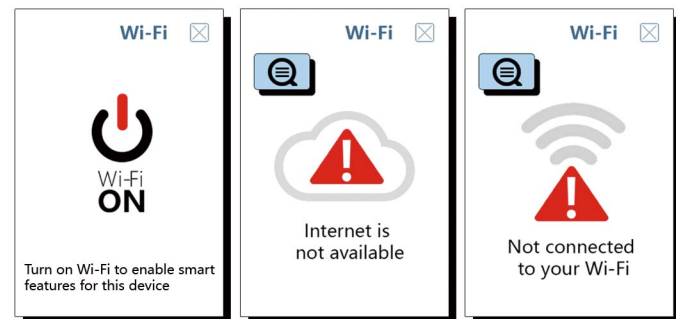 Wi-Fi
Wi-Fi
ON
Turn on Wi-Fi to enable smart
features for this device
Wi-Fi
Internet is
not available
Wi-Fi
Not connected
to your Wi-Fi